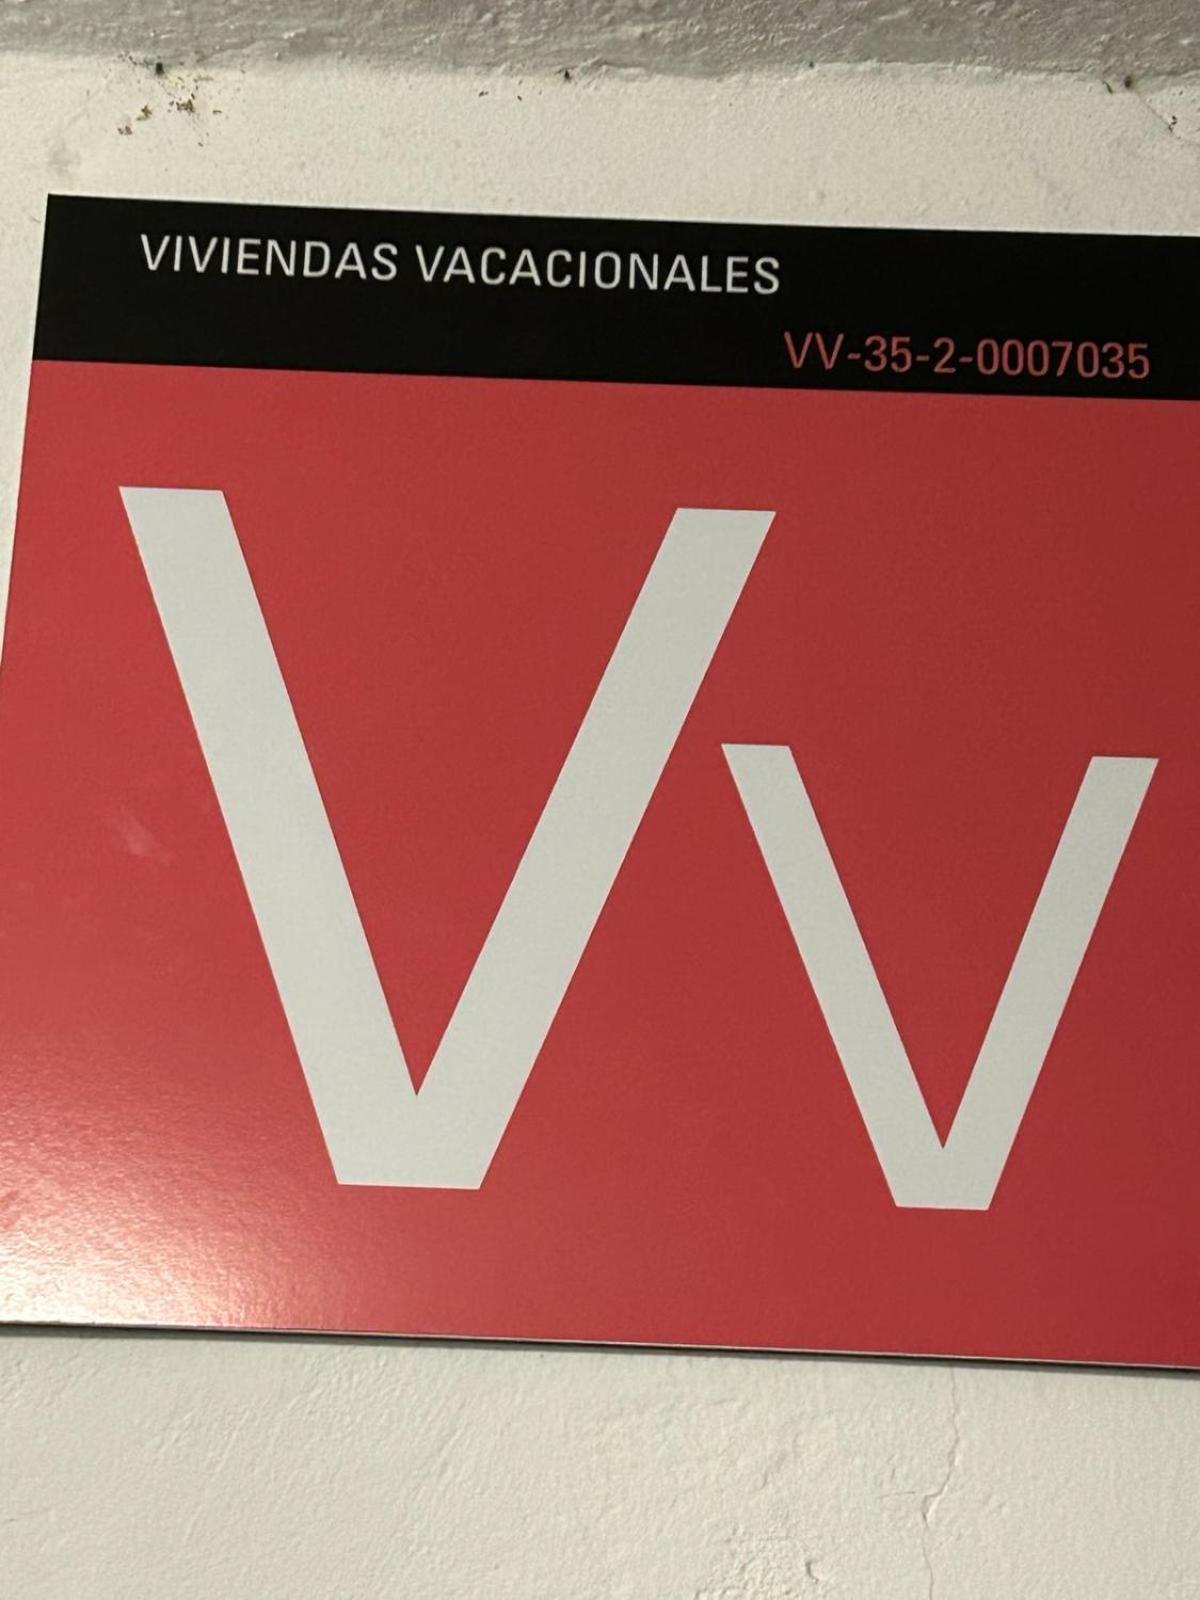 VIVIENDAS VACACIONALES
VV-35-2-0007035
Vv